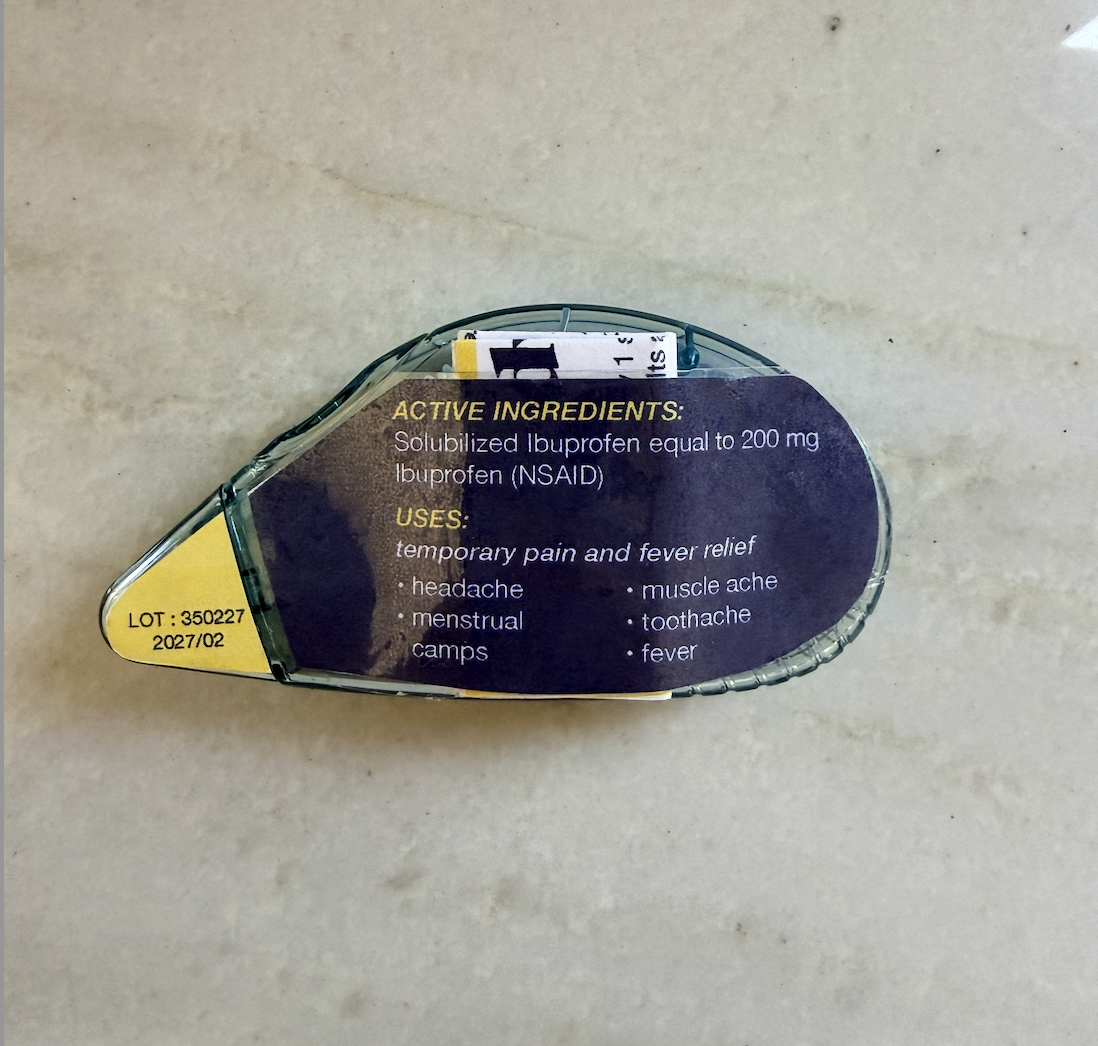 ACTIVE INGREDIENTS:
Solubilized Ibuprofen equal to 200 mg
Ibuprofen (NSAID)
USES:
temporary pain and fever relief
• headache
• menstrual
camps
• muscle ache
• toothache
• fever
LOT : 350227
2027/02